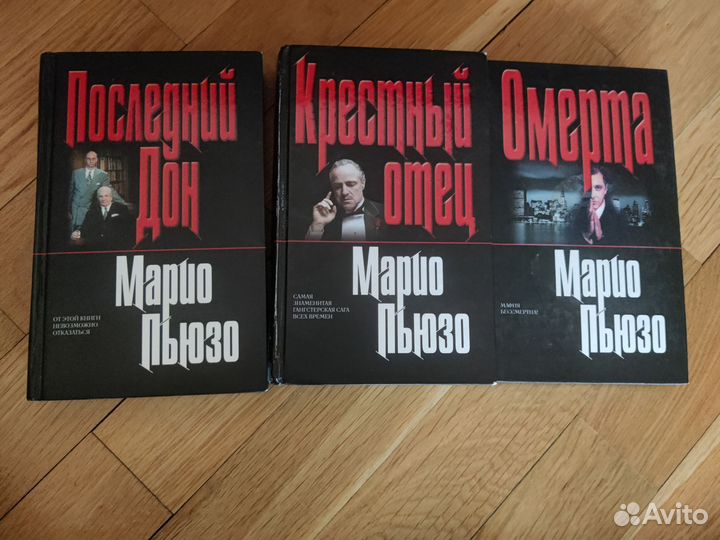 Последний
Дон
Марио
Пьюзо
ОТ ЭТОЙ КНИГИ
НЕВОЗМОЖНО
ОТКАЗАТЬСЯ
Крестный
отец
Марио
Пьюзо
САМАЯ
ЗНАМЕНИТАЯ
ГАНГСТЕРСКАЯ САГА
ВСЕХ ВРЕМЕН
Омерта
Марио
Пьюзо
МАФИЯ
БЕССМЕРТНА!
Avito